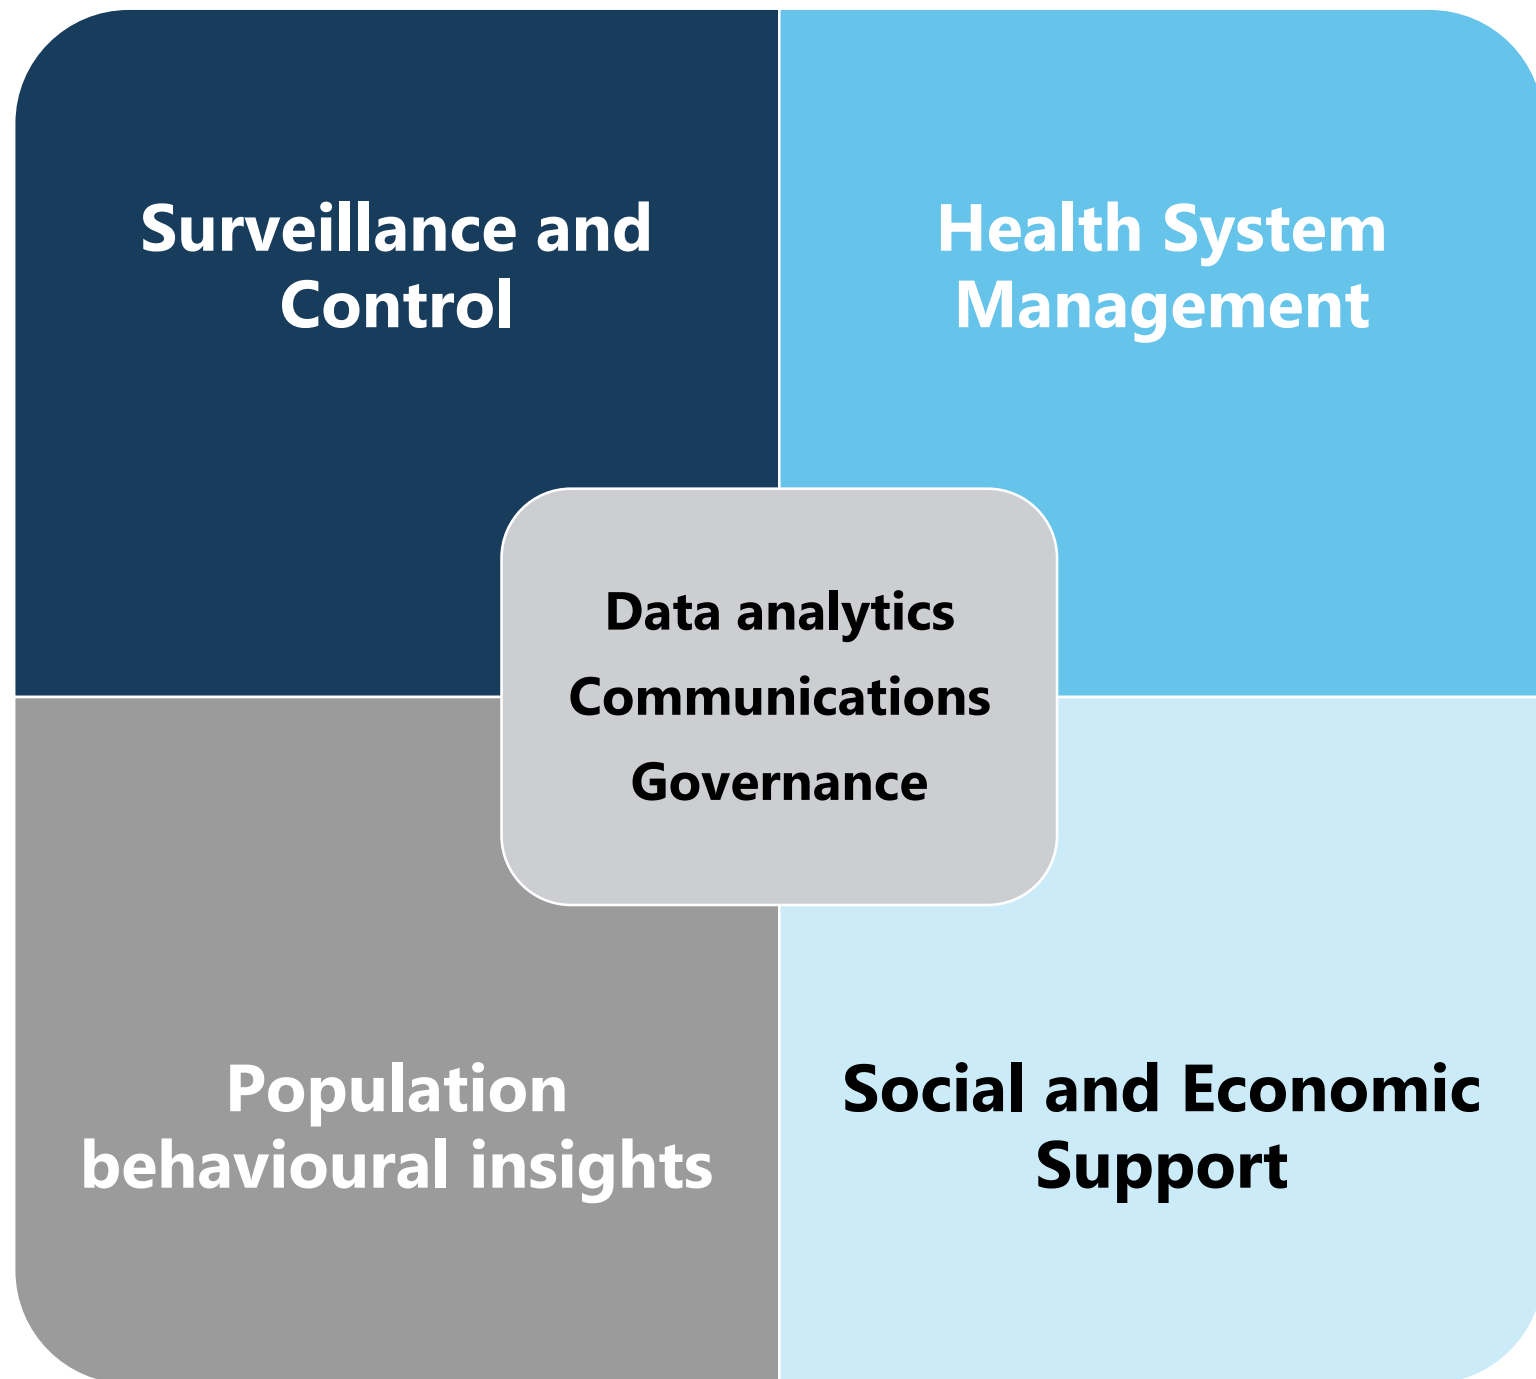 Surveillance and
Control
Health System
Management
Data analytics
Communications
Governance
Population
behavioural insights
Social and Economic
Support